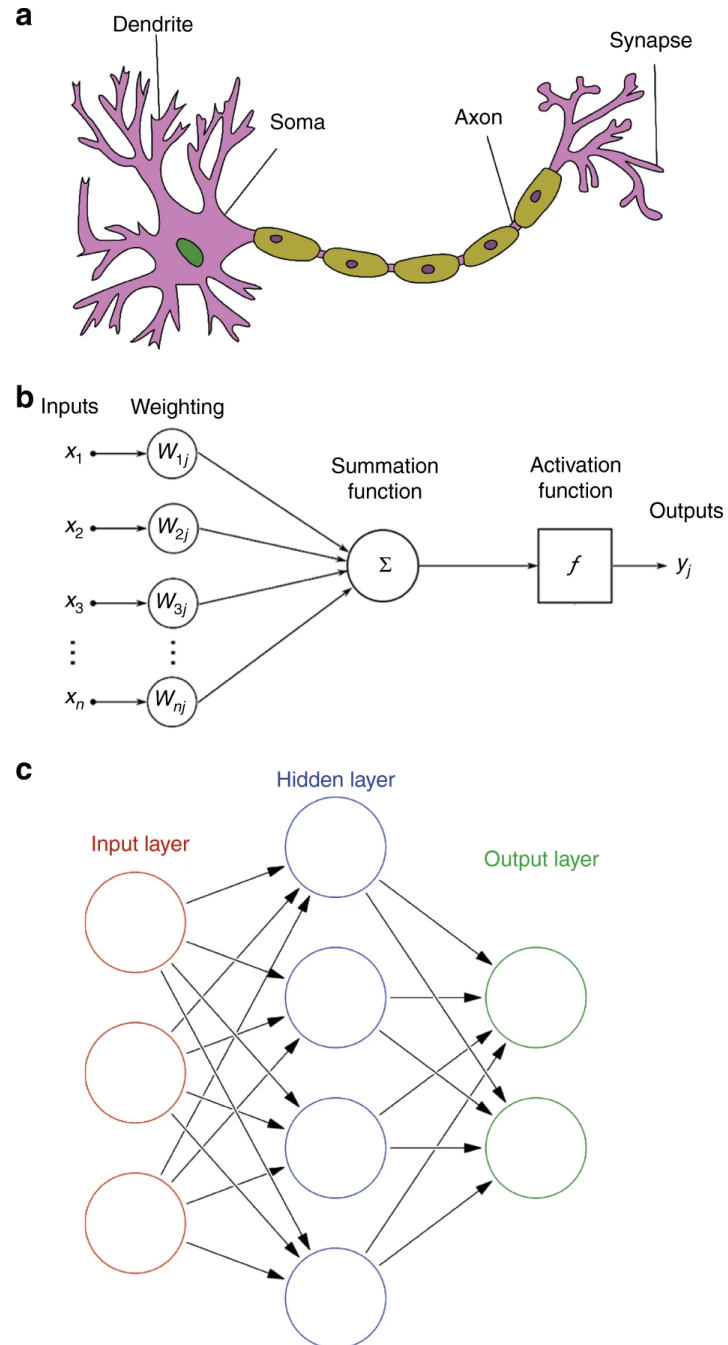 a
Dendrite
Synapse
Soma
Axon
b
Inputs
Weighting
Summation
function
Activation
function
Outputs
x1
W1j
x2
W2j
x3
W3j
Σ
f
yj
⋮
⋮
xn
Wnj
c
Hidden layer
Input layer
Output layer